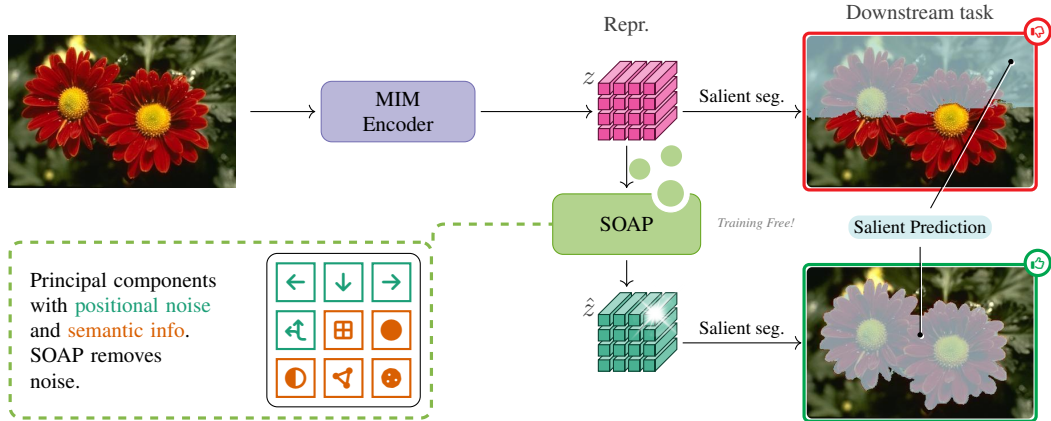 Downstream task
Repr.
z
MIM
Encoder
Salient seg.
SOAP
Training Free!
Salient Prediction
Principal components
with positional noise
and semantic info.
SOAP removes
noise.
ẑ
Salient seg.